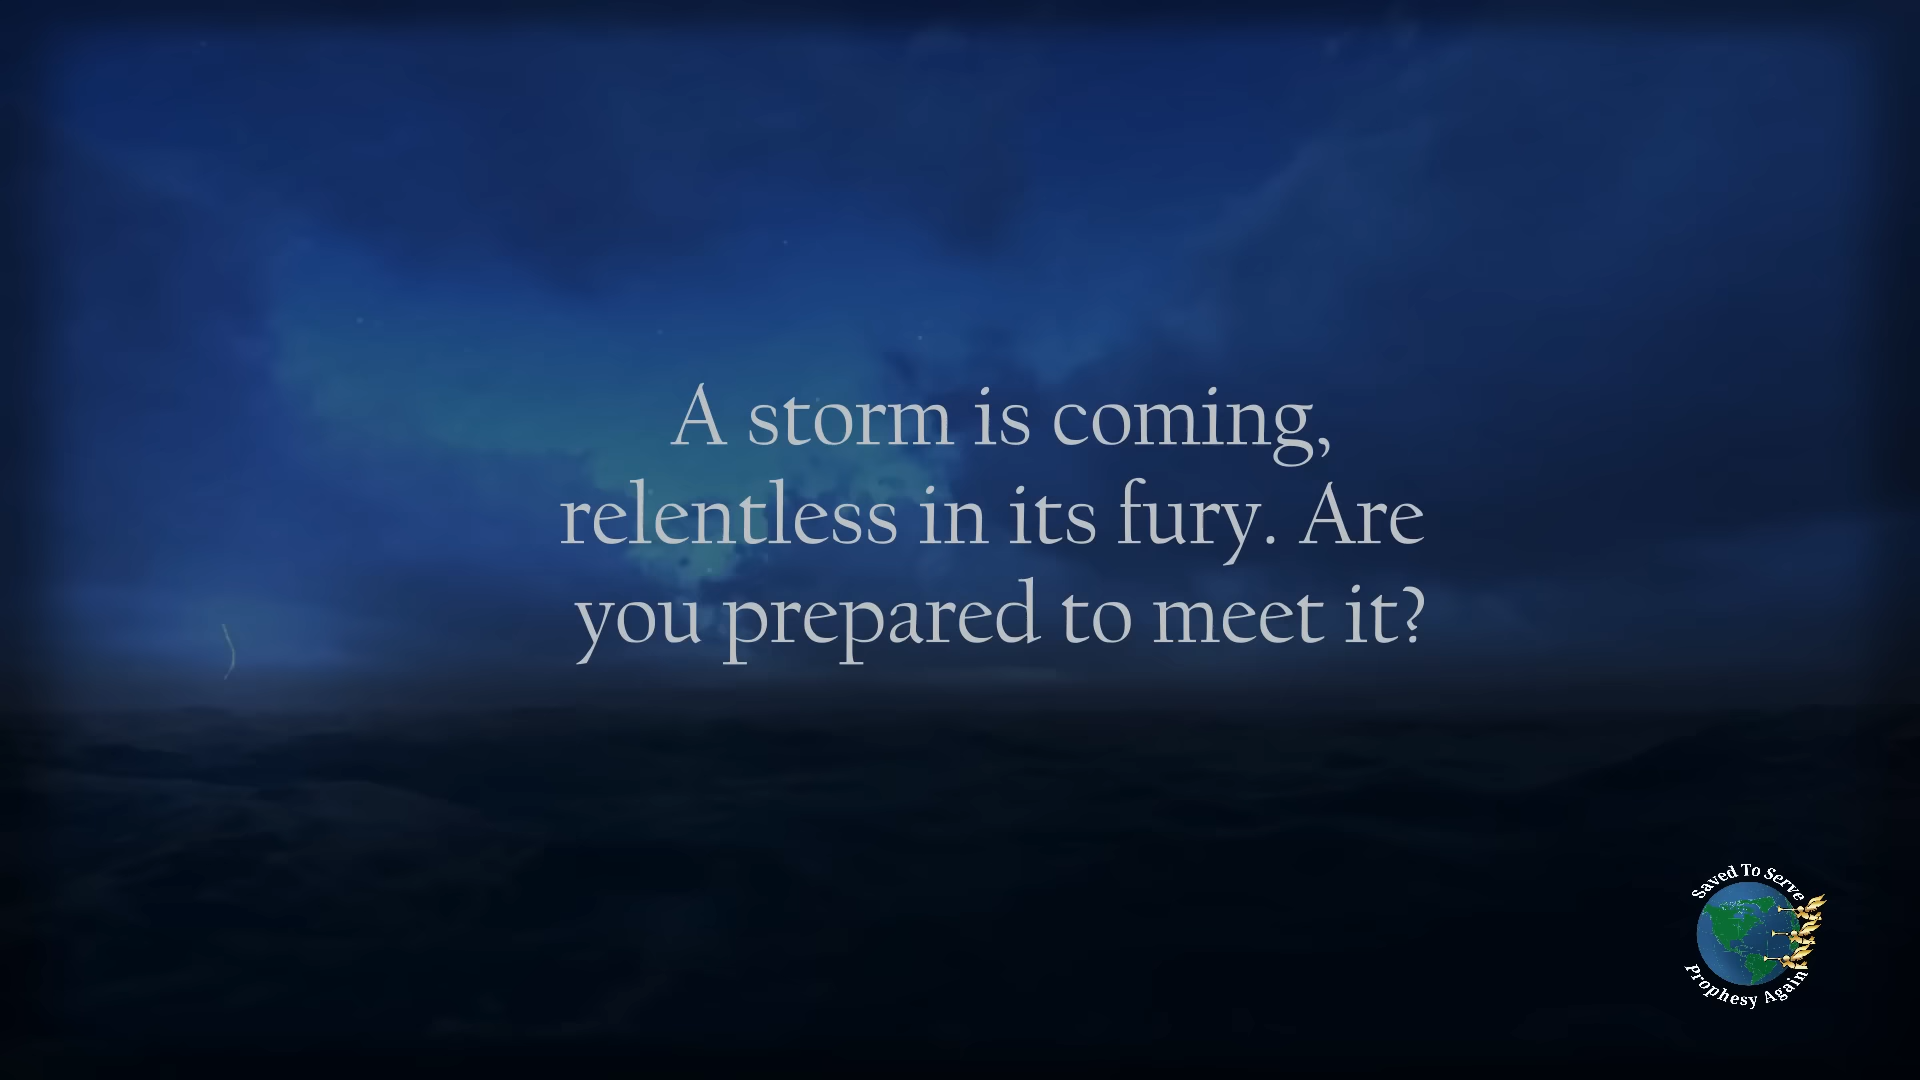 A storm is coming,
relentless in its fury. Are
you prepared to meet it?
Saved To Serve
Prophesy Again